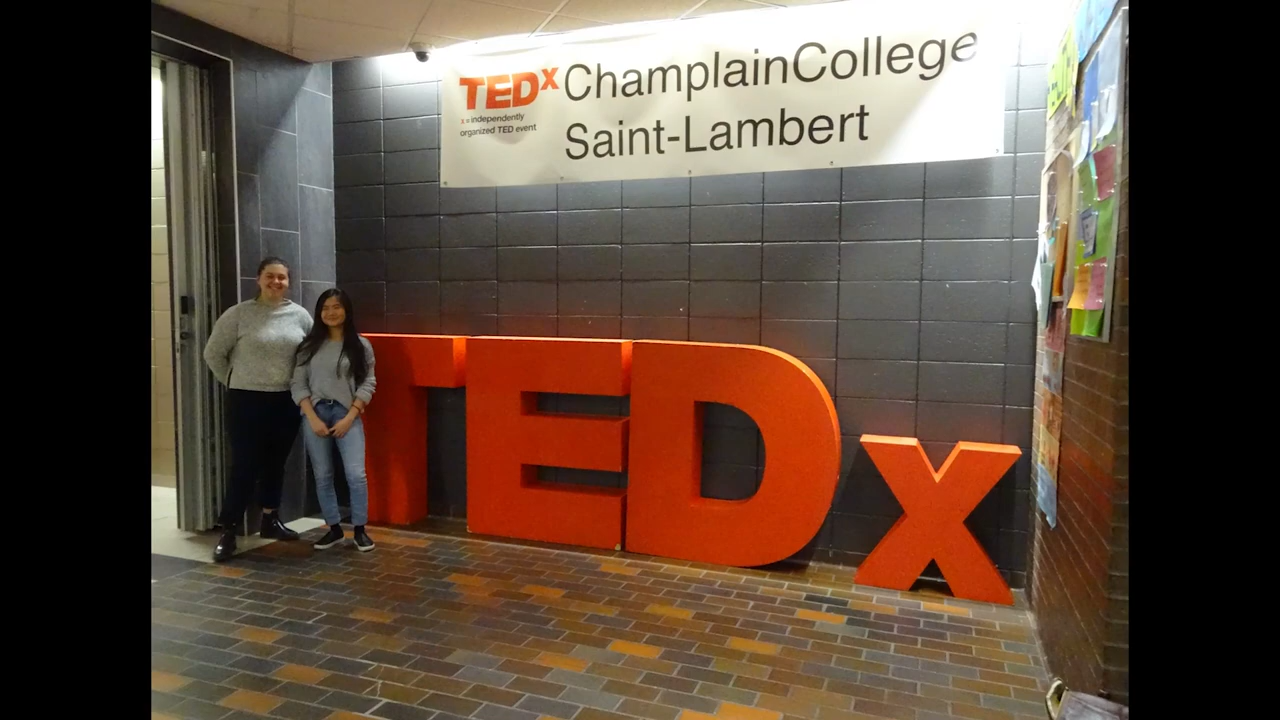 TEDx ChamplainCollege
x = independently
organized TED event
Saint-Lambert
TEDx